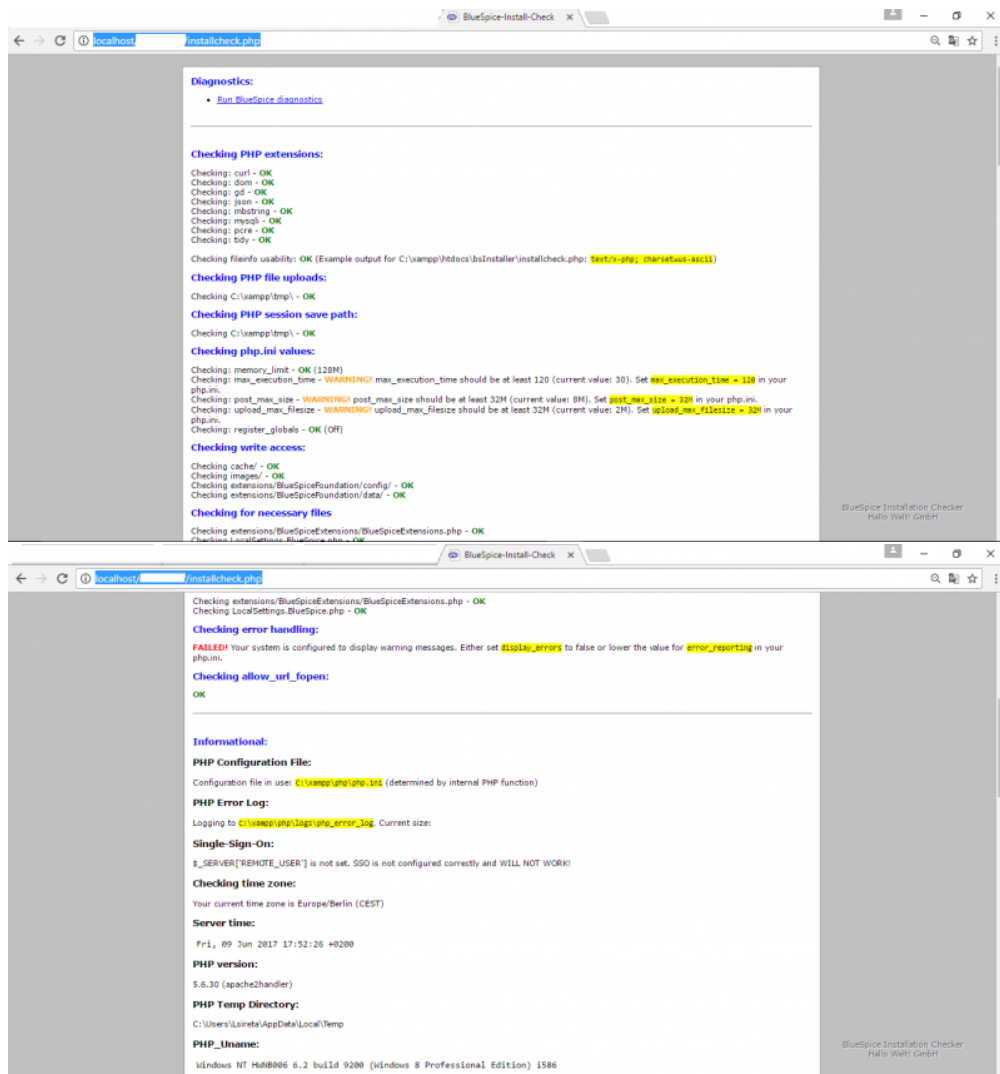 BlueSpice-Install-Check
localhost/ /installcheck.php
Diagnostics:
Run BlueSpice diagnostics
Checking PHP extensions:
Checking: curl - OK
Checking: dom - OK
Checking: gd - OK
Checking: json - OK
Checking: mbstring - OK
Checking: mysqli - OK
Checking: pcre - OK
Checking: tidy - OK
Checking fileinfo usability: OK (Example output for C:\xampp\htdocs\bsInstaller\installcheck.php: text/x-php; charset=us-ascii)
Checking PHP file uploads:
Checking C:\xampp\tmp\ - OK
Checking PHP session save path:
Checking C:\xampp\tmp\ - OK
Checking php.ini values:
Checking: memory_limit - OK (128M)
Checking: max_execution_time - WARNING! max_execution_time should be at least 120 (current value: 30). Set max_execution_time = 120 in your
php.ini.
Checking: post_max_size - WARNING! post_max_size should be at least 32M (current value: 8M). Set post_max_size = 32M in your php.ini.
Checking: upload_max_filesize - WARNING! upload_max_filesize should be at least 32M (current value: 2M). Set upload_max_filesize = 32M in your
php.ini.
Checking: register_globals - OK (Off)
Checking write access:
Checking cache/ - OK
Checking images/ - OK
Checking extensions/BlueSpiceFoundation/config/ - OK
Checking extensions/BlueSpiceFoundation/data/ - OK
Checking for necessary files
Checking extensions/BlueSpiceExtensions/BlueSpiceExtensions.php - OK
Checking LocalSettings.BlueSpice.php - OK
BlueSpice Installation Checker
Hallo Welt! GmbH
BlueSpice-Install-Check
localhost/ /installcheck.php
Checking extensions/BlueSpiceExtensions/BlueSpiceExtensions.php - OK
Checking LocalSettings.BlueSpice.php - OK
Checking error handling:
FAILED! Your system is configured to display warning messages. Either set display_errors to false or lower the value for error_reporting in your
php.ini.
Checking allow_url_fopen:
OK
Informational:
PHP Configuration File:
Configuration file in use: C:\xampp\php\php.ini (determined by internal PHP function)
PHP Error Log:
Logging to C:\xampp\php\logs\php_error_log. Current size:
Single-Sign-On:
$_SERVER['REMOTE_USER'] is not set. SSO is not configured correctly and WILL NOT WORK!
Checking time zone:
Your current time zone is Europe/Berlin (CEST)
Server time:
Fri, 09 Jun 2017 17:52:26 +0200
PHP version:
5.6.30 (apache2handler)
PHP Temp Directory:
C:\Users\Lsireta\AppData\Local\Temp
PHP_Uname:
Windows NT HWNB006 6.2 build 9200 (Windows 8 Professional Edition) i586
BlueSpice Installation Checker
Hallo Welt! GmbH